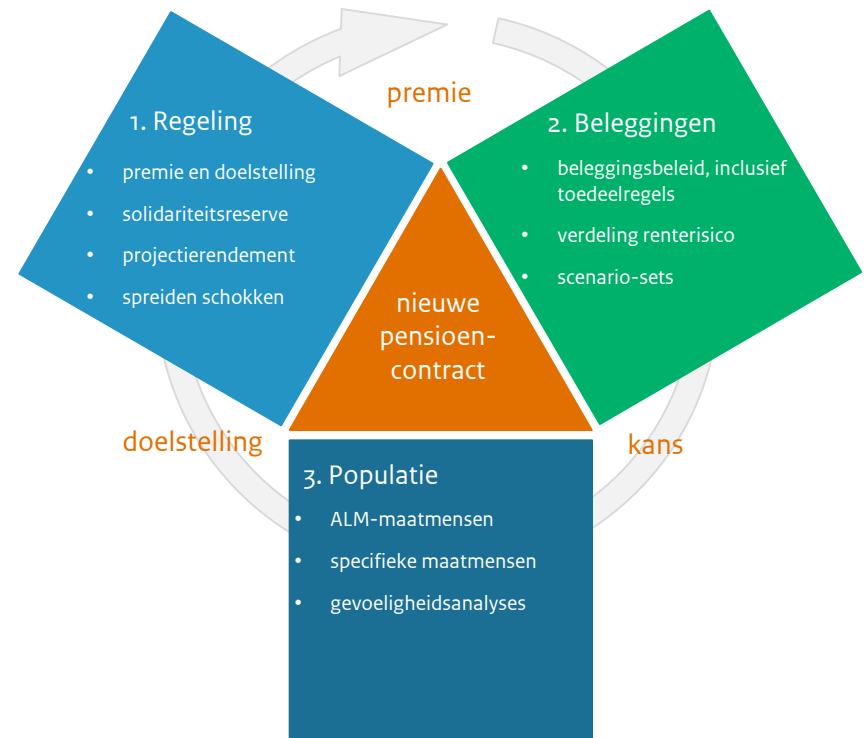 premie
1. Regeling
• premie en doelstelling
• solidariteitsreserve
• projectierendement
• spreiden schokken
2. Beleggingen
• beleggingsbeleid, inclusief
toedeelregels
• verdeling renterisico
• scenario-sets
nieuwe
pensioen-
contract
doelstelling
kans
3. Populatie
• ALM-maatmensen
• specifieke maatmensen
• gevoeligheidsanalyses